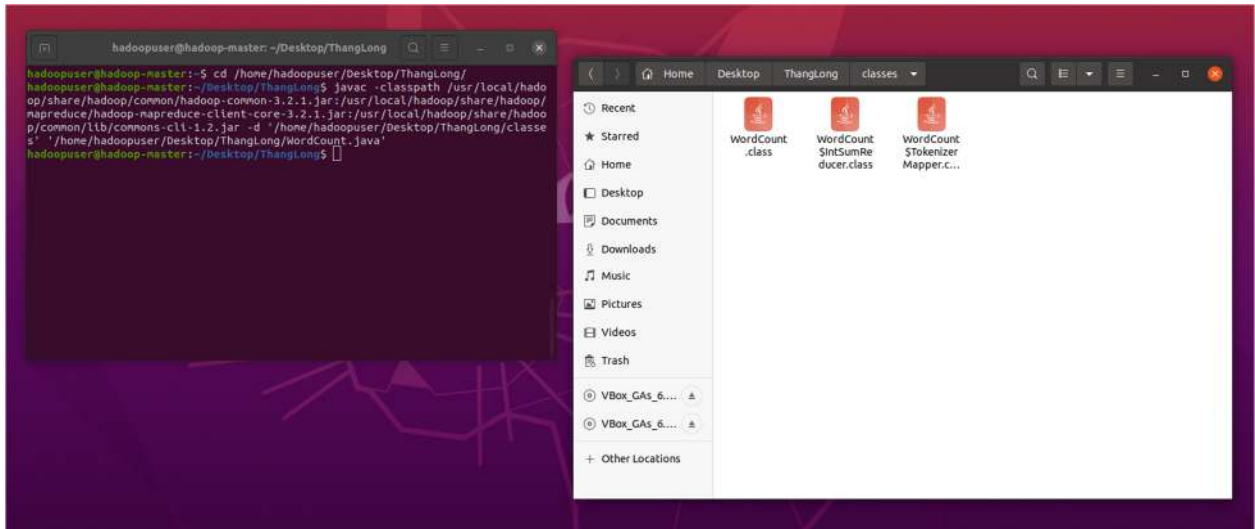 hadoopuser@hadoop-master: ~/Desktop/ThangLong
hadoopuser@hadoop-master:~$ cd /home/hadoopuser/Desktop/ThangLong/
hadoopuser@hadoop-master:~/Desktop/ThangLong$ javac -classpath /usr/local/hado
op/share/hadoop/common/hadoop-common-3.2.1.jar:/usr/local/hadoop/share/hadoop/
mapreduce/hadoop-mapreduce-client-core-3.2.1.jar:/usr/local/hadoop/share/hadoo
p/common/lib/commons-cli-1.2.jar -d '/home/hadoopuser/Desktop/ThangLong/classe
s' '/home/hadoopuser/Desktop/ThangLong/WordCount.java'
hadoopuser@hadoop-master:~/Desktop/ThangLong$
Home Desktop ThangLong classes
Recent
Starred
Home
Desktop
Documents
Downloads
Music
Pictures
Videos
Trash
VBox_GAs_6....
VBox_GAs_6....
Other Locations
WordCount
.class
WordCount
$IntSumRe
ducer.class
WordCount
$Tokenizer
Mapper.c...